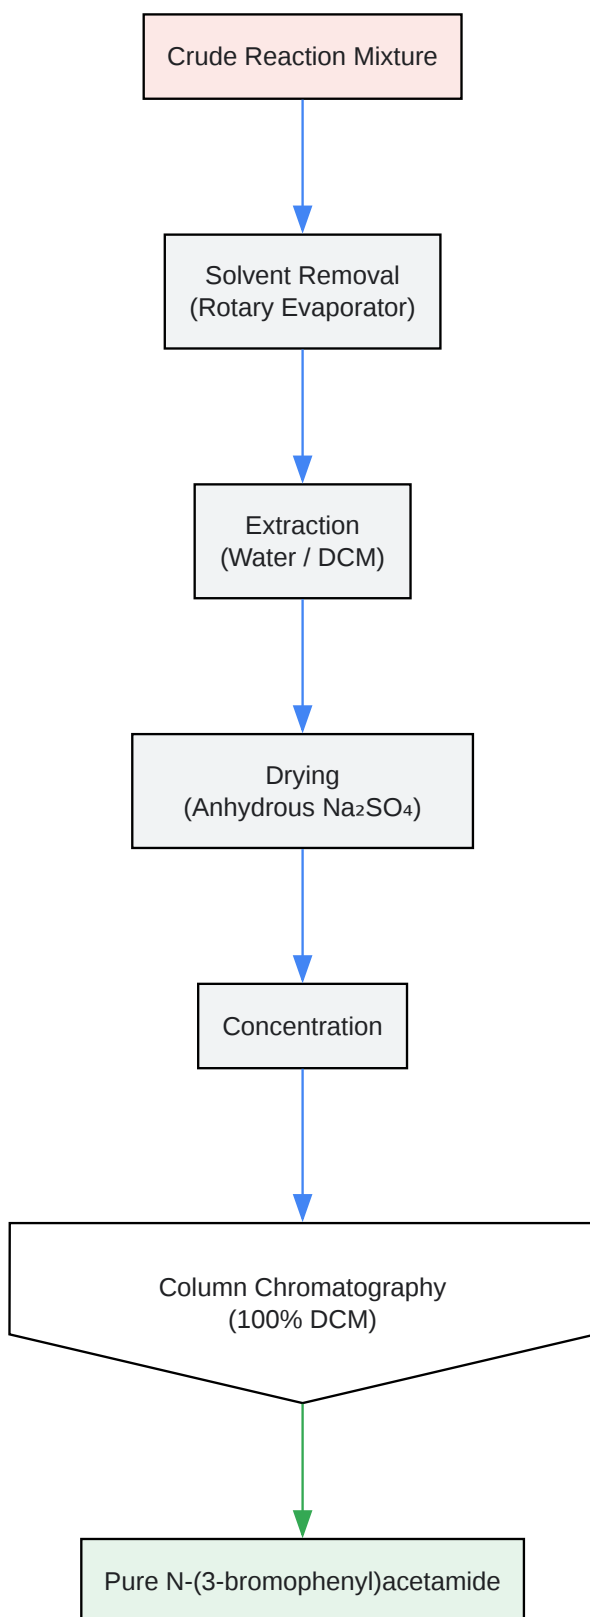 Crude Reaction Mixture
Solvent Removal
(Rotary Evaporator)
Extraction
(Water / DCM)
Drying
(Anhydrous Na₂SO₄)
Concentration
Column Chromatography
(100% DCM)
Pure N-(3-bromophenyl)acetamide